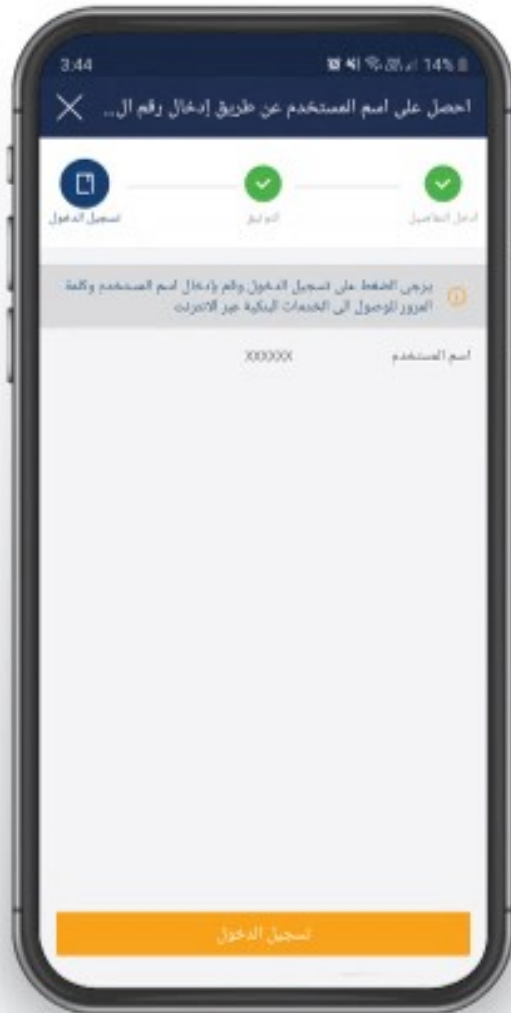 3:44 14%
احصل على اسم المستخدم عن طريق إدخال رقم ال...
ادخل التفاصيل
التوثيق
تسجيل الدخول
يرجى الضغط على تسجيل الدخول وقم بإدخال اسم المستخدم وكلمة
المرور للوصول الى الخدمات البنكية عبر الانترنت
اسم المستخدم XXXXXX
تسجيل الدخول